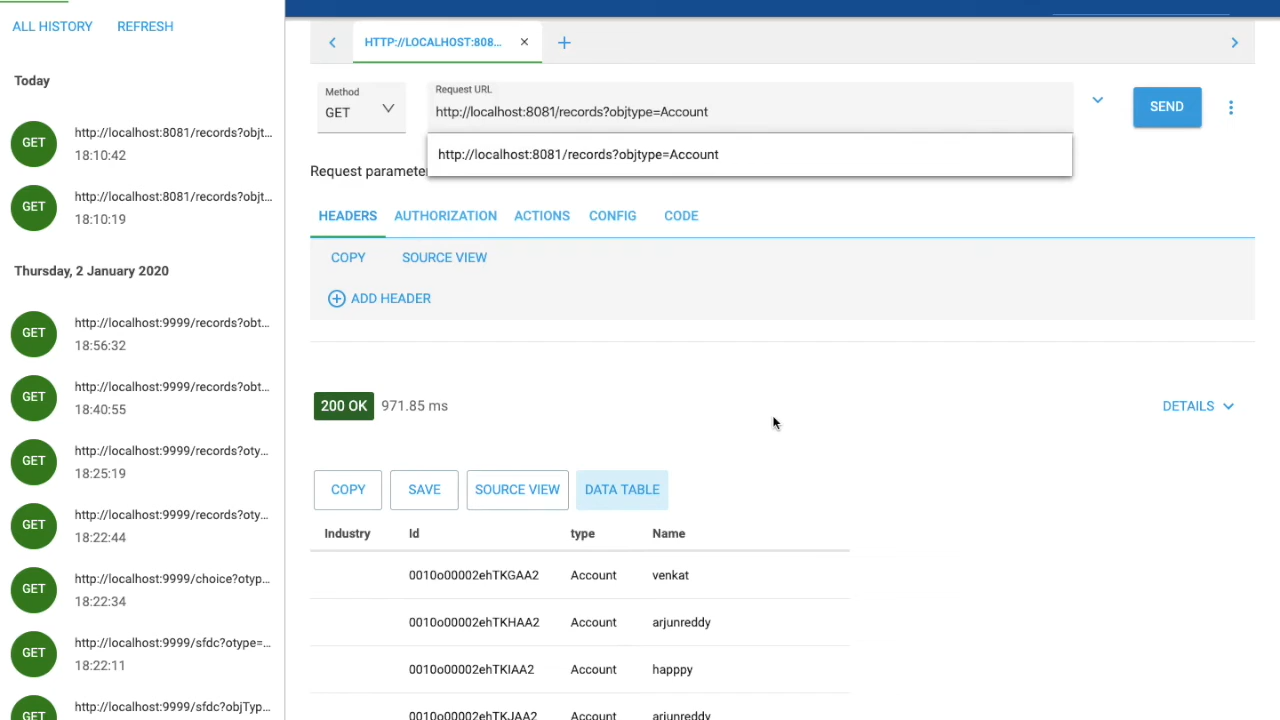 ALL HISTORY REFRESH
Today
GET http://localhost:8081/records?objt...
18:10:42
GET http://localhost:8081/records?objt...
18:10:19
Thursday, 2 January 2020
GET http://localhost:9999/records?obt...
18:56:32
GET http://localhost:9999/records?obt...
18:40:55
GET http://localhost:9999/records?oty...
18:25:19
GET http://localhost:9999/records?oty...
18:22:44
GET http://localhost:9999/choice?otyp...
18:22:34
GET http://localhost:9999/sfdc?otype=...
18:22:11
GET http://localhost:9999/sfdc?objTyp...
HTTP://LOCALHOST:808...
Method
GET
Request URL
http://localhost:8081/records?objtype=Account
SEND
http://localhost:8081/records?objtype=Account
Request paramete
HEADERS AUTHORIZATION ACTIONS CONFIG CODE
COPY SOURCE VIEW
ADD HEADER
200 OK 971.85 ms DETAILS
COPY SAVE SOURCE VIEW DATA TABLE
Industry Id type Name
0010o00002ehTKGAA2 Account venkat
0010o00002ehTKHAA2 Account arjunreddy
0010o00002ehTKIAA2 Account happpy
0010o00002ehTKJAA2 Account arjunreddy